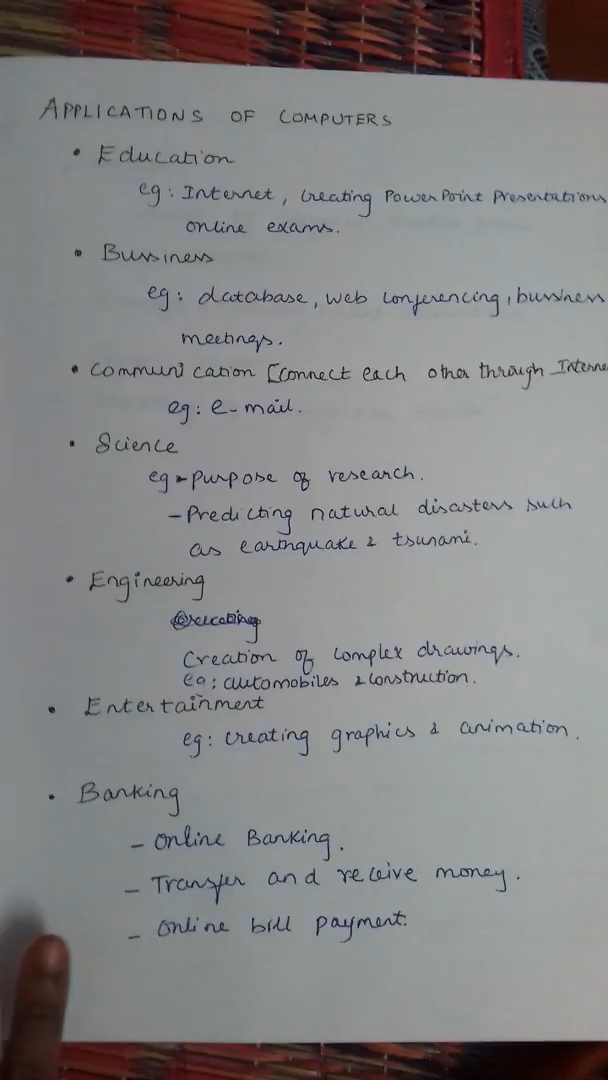 APPLICATIONS OF COMPUTERS
• Education
eg: Internet, creating PowerPoint Presentations
online exams.
• Bussiness
eg: database, web conferencing, bussiness
meetings.
• Communication [connect each other through Interne
eg: e-mail.
• Science
eg - purpose of research.
- Predicting natural disasters such
as earthquake & tsunami.
• Engineering
Creation of complex drawings.
eg: automobiles & construction.
• Entertainment
eg: creating graphics & animation.
• Banking
- Online Banking.
- Transfer and receive money.
- Online bill payment.